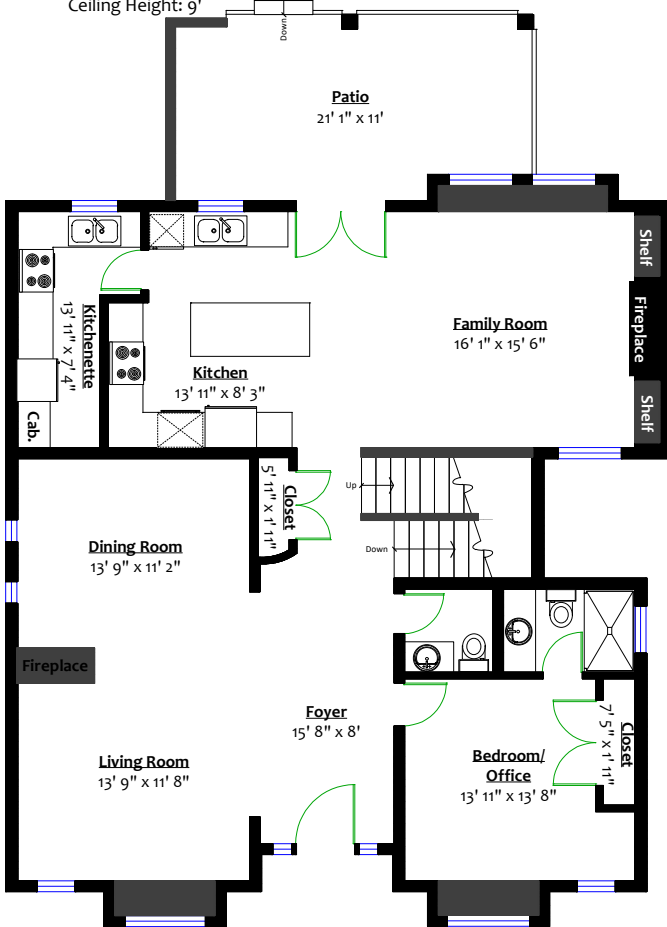 Ceiling Height: 9'
Down
Patio
21' 1" x 11'
Shelf
Fireplace
Shelf
Family Room
16' 1" x 15' 6"
Kitchenette
13' 11" x 7' 4"
Kitchen
13' 11" x 8' 3"
Cab.
Closet
5' 11" x 1' 11"
Up
Down
Dining Room
13' 9" x 11' 2"
Fireplace
Foyer
15' 8" x 8'
Living Room
13' 9" x 11' 8"
Bedroom/
Office
13' 11" x 13' 8"
Closet
7' 5" x 1' 11"